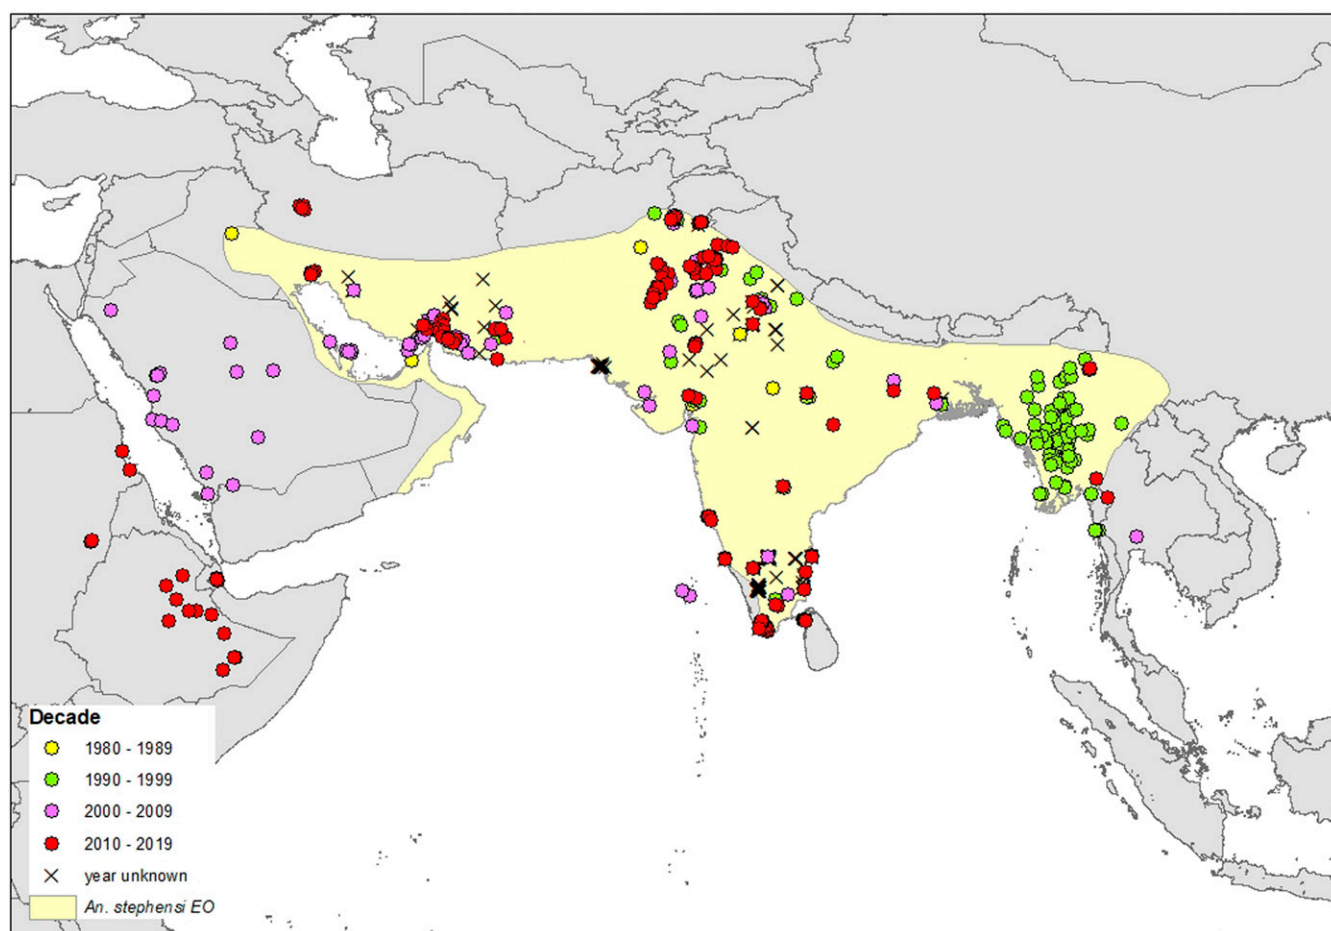 Decade
1980 - 1989
1990 - 1999
2000 - 2009
2010 - 2019
year unknown
An. stephensi EO